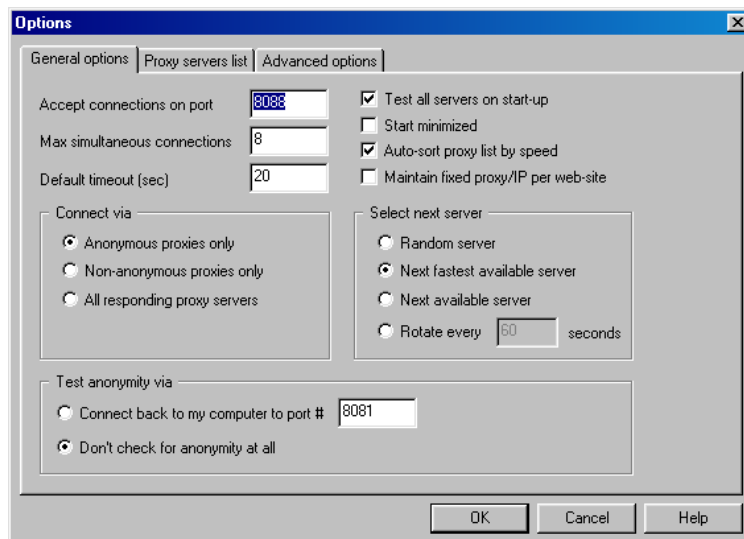 Options
General options Proxy servers list Advanced options
Accept connections on port 8088
Max simultaneous connections 8
Default timeout (sec) 20
Test all servers on start-up
Start minimized
Auto-sort proxy list by speed
Maintain fixed proxy/IP per web-site
Connect via
Anonymous proxies only
Non-anonymous proxies only
All responding proxy servers
Select next server
Random server
Next fastest available server
Next available server
Rotate every 60 seconds
Test anonymity via
Connect back to my computer to port # 8081
Don't check for anonymity at all
OK Cancel Help